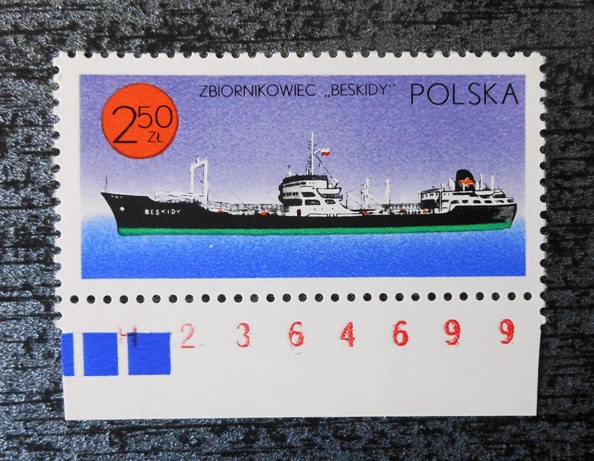 ZBIORNIKOWIEC „BESKIDY” POLSKA
2.50
ZŁ
BESKIDY
H 2 3 6 4 6 9 9